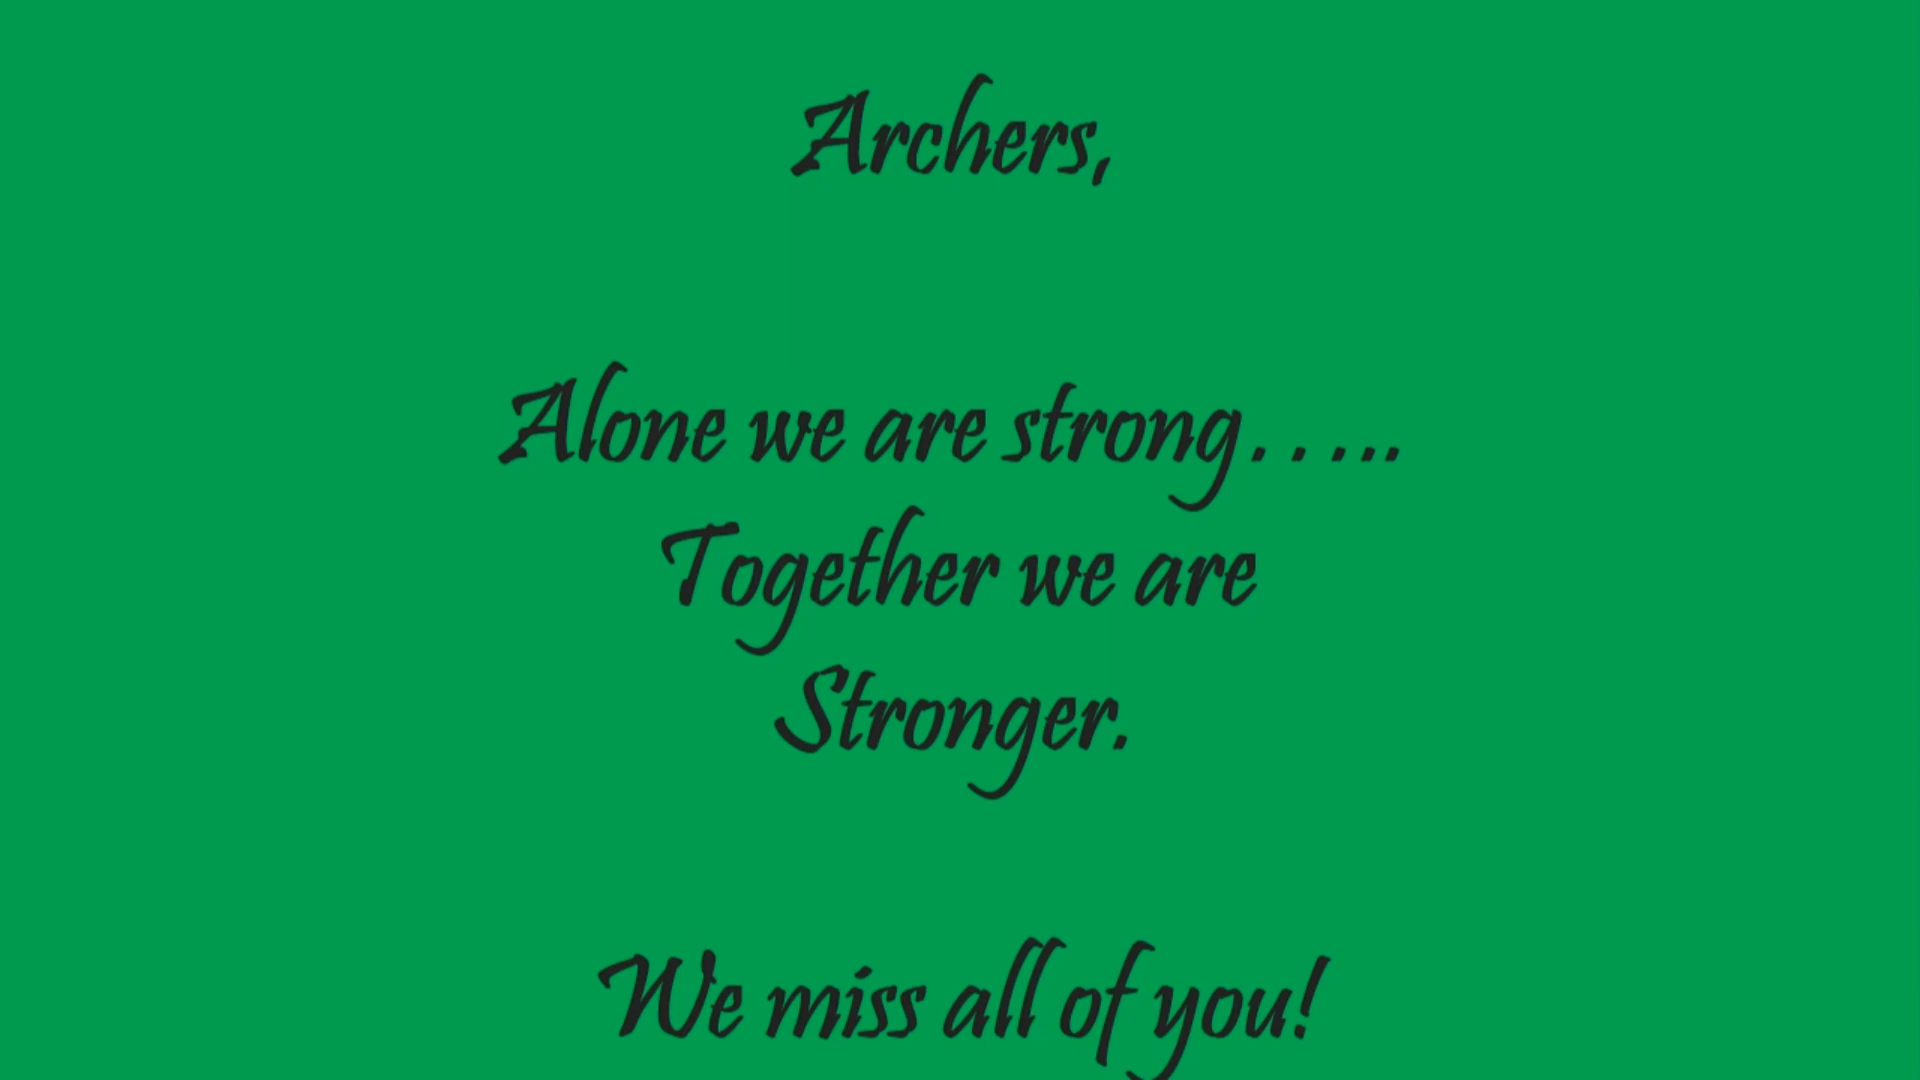 Archers,
Alone we are strong…..
Together we are
Stronger.
We miss all of you!